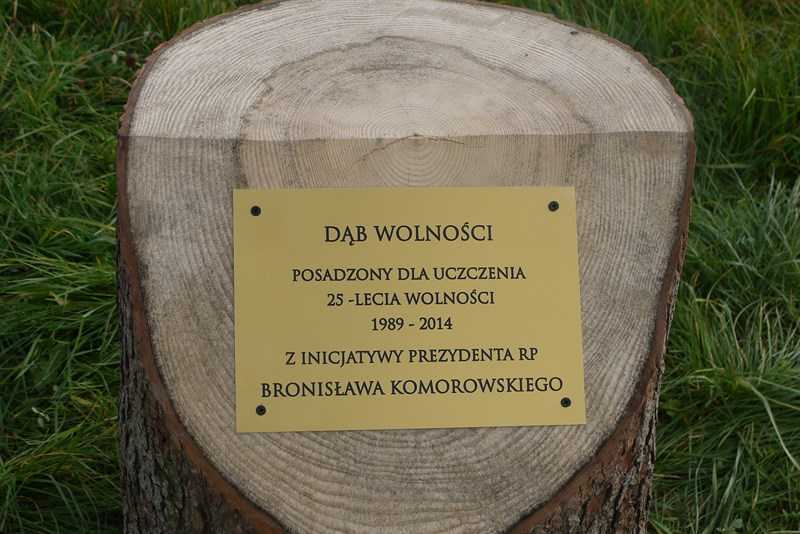 DĄB WOLNOŚCI
POSADZONY DLA UCZCZENIA
25 -LECIA WOLNOŚCI
1989 - 2014
Z INICJATYWY PREZYDENTA RP
BRONISŁAWA KOMOROWSKIEGO